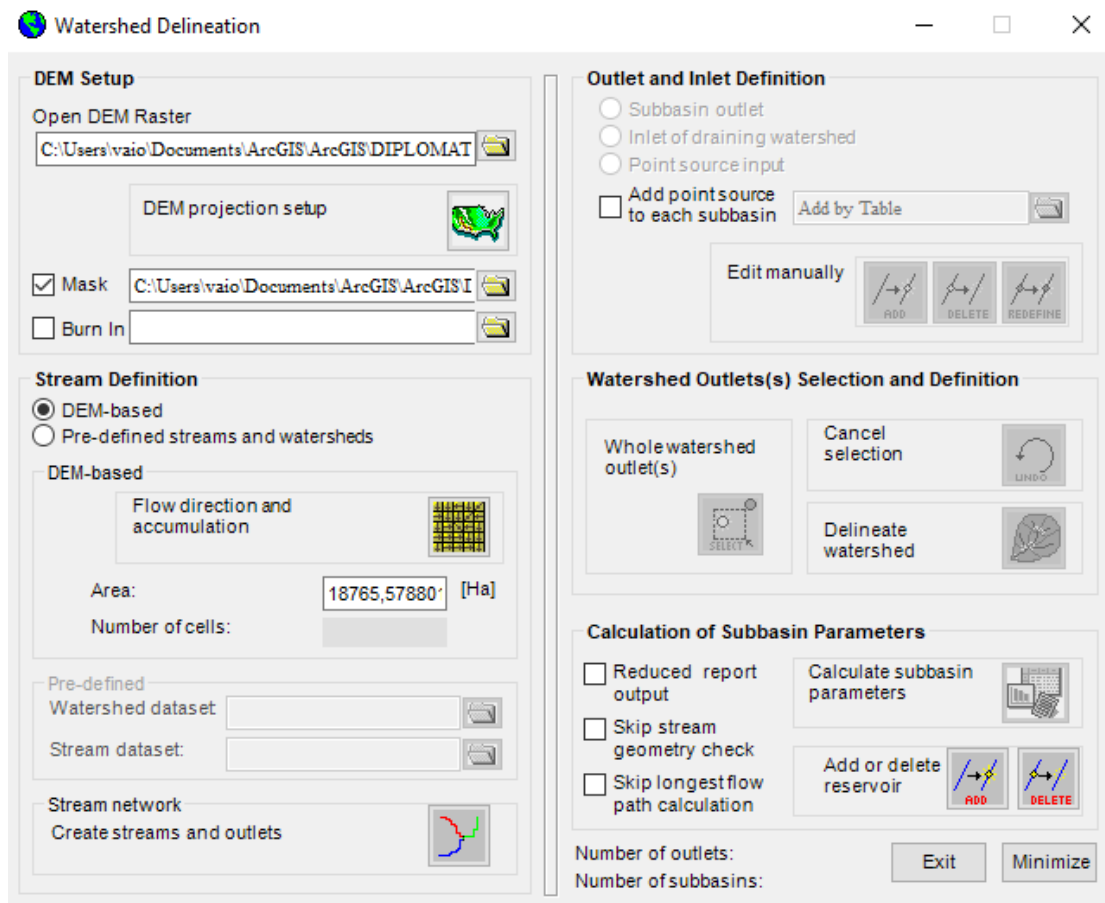 Watershed Delineation
DEM Setup
Open DEM Raster
C:\Users\vaio\Documents\ArcGIS\ArcGIS\DIPLOMAT
DEM projection setup
Mask
C:\Users\vaio\Documents\ArcGIS\ArcGIS\I
Burn In
Stream Definition
DEM-based
Pre-defined streams and watersheds
DEM-based
Flow direction and
accumulation
Area:
18765,578801
[Ha]
Number of cells:
Pre-defined
Watershed dataset
Stream dataset:
Stream network
Create streams and outlets
Outlet and Inlet Definition
Subbasin outlet
Inlet of draining watershed
Point source input
Add point source
to each subbasin
Add by Table
Edit manually
ADD
DELETE
REDEFINE
Watershed Outlets(s) Selection and Definition
Whole watershed
outlet(s)
SELECT
Cancel
selection
UNDO
Delineate
watershed
Calculation of Subbasin Parameters
Reduced report
output
Skip stream
geometry check
Skip longest flow
path calculation
Calculate subbasin
parameters
Add or delete
reservoir
ADD
DELETE
Number of outlets:
Number of subbasins:
Exit
Minimize